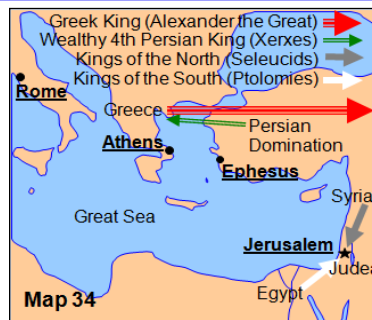 Greek King (Alexander the Great)
Wealthy 4th Persian King (Xerxes)
Kings of the North (Seleucids)
Kings of the South (Ptolomies)
Rome
Greece
Persian
Domination
Athens
Ephesus
Syria
Great Sea
Jerusalem
Judea
Egypt
Map 34